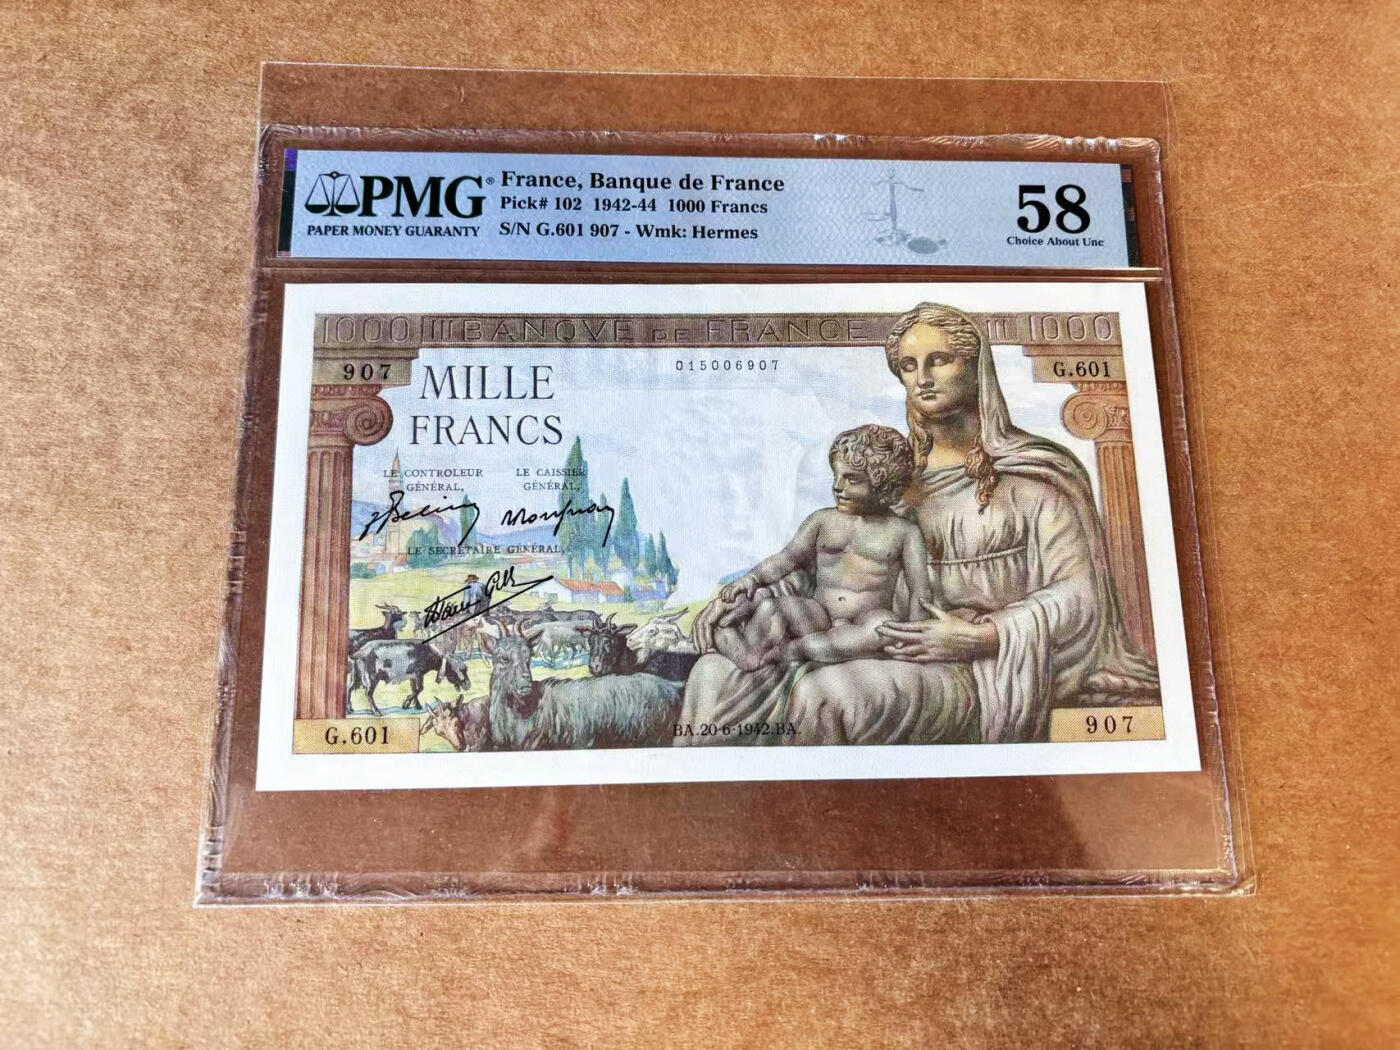 PMG®
PAPER MONEY GUARANTY
France, Banque de France
Pick# 102 1942-44 1000 Francs
S/N G.601 907 - Wmk: Hermes
58
Choice About Unc
1000 BANQVE DE FRANCE 1000
907
015006907
G.601
MILLE
FRANCS
LE CONTROLEUR
GÉNÉRAL,
LE CAISSIER
GÉNÉRAL,
LE SECRÉTAIRE GÉNÉRAL,
G.601
BA.20-6-1942.BA.
907